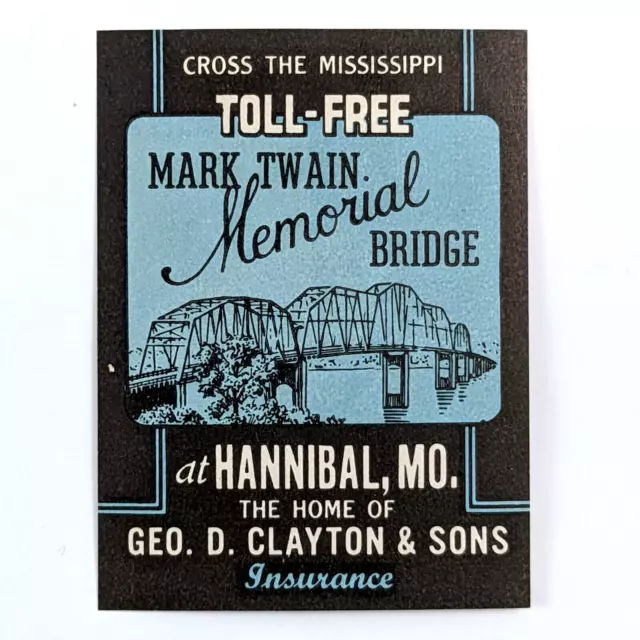 CROSS THE MISSISSIPPI
TOLL-FREE
MARK TWAIN
Memorial
BRIDGE
at HANNIBAL, MO.
THE HOME OF
GEO. D. CLAYTON & SONS
Insurance